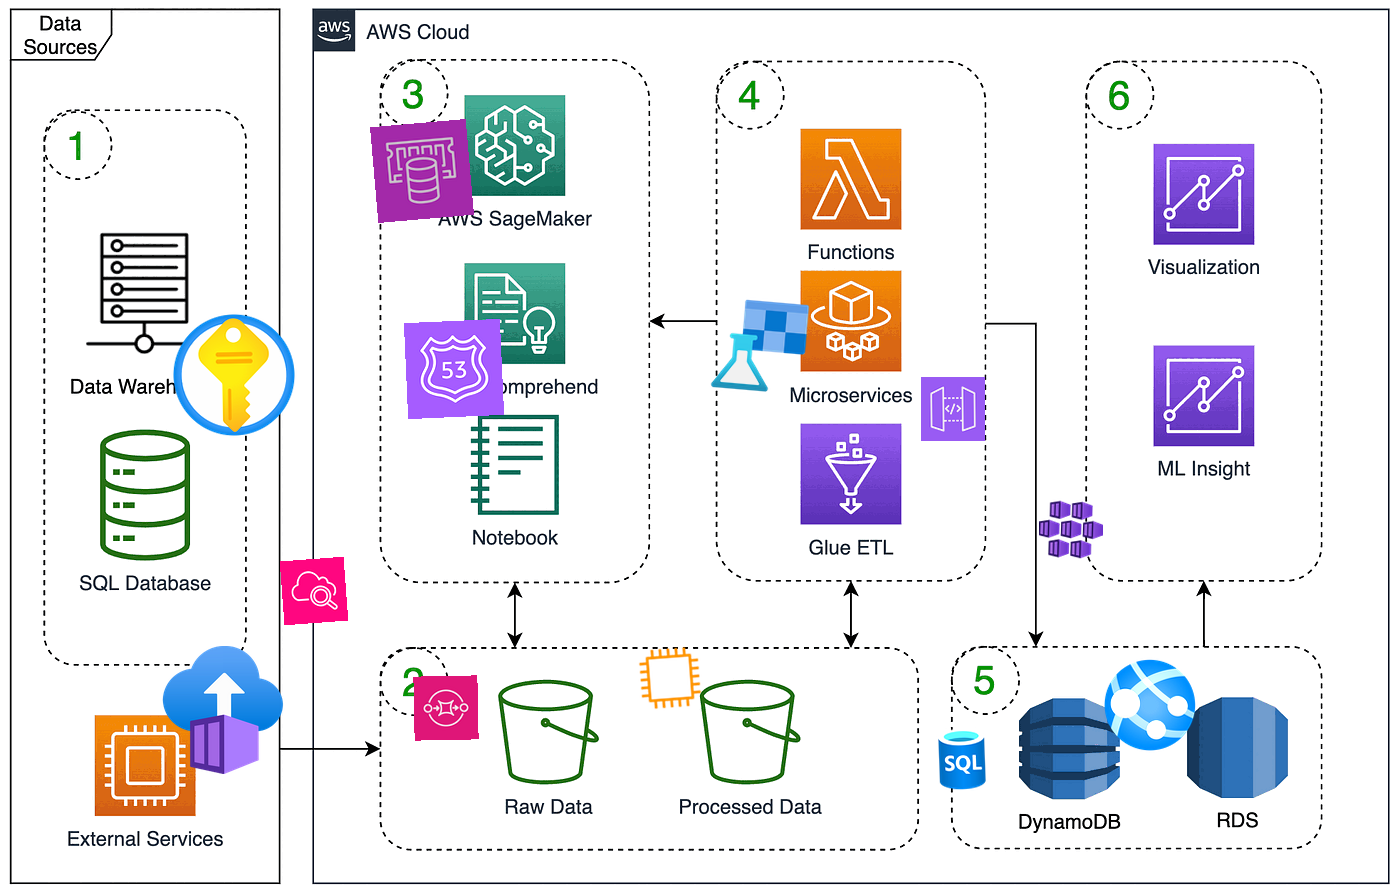 Data
Sources
aws
AWS Cloud
1
Data Wareh
SQL Database
External Services
3
AWS SageMaker
53
omprehend
Notebook
4
Functions
Microservices
Glue ETL
6
Visualization
ML Insight
2
Raw Data
Processed Data
5
SQL
DynamoDB
RDS